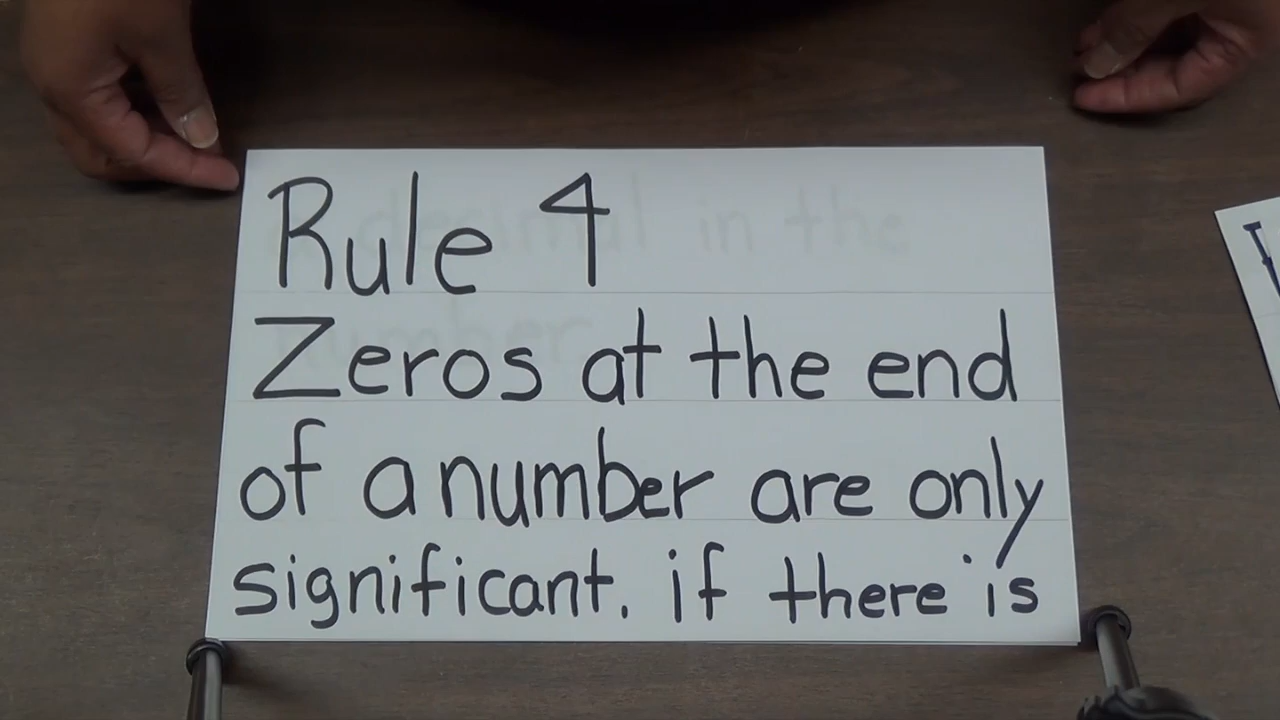 Rule 4
Zeros at the end
of a number are only
significant. if there is